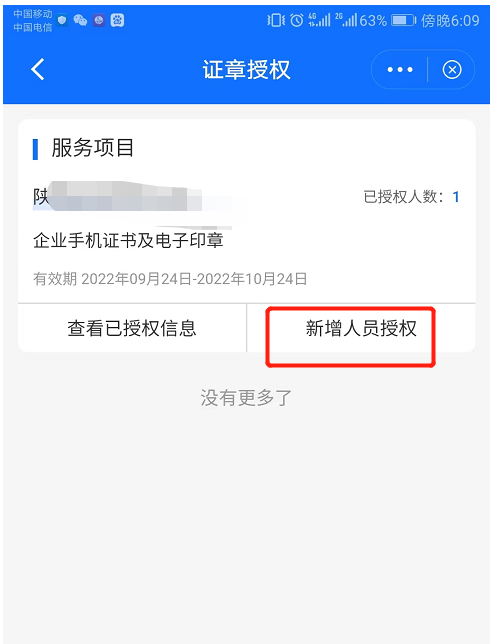 中国移动
中国电信
4G 2G 63% 傍晚6:09
证章授权
服务项目
陕
已授权人数：1
企业手机证书及电子印章
有效期 2022年09月24日-2022年10月24日
查看已授权信息
新增人员授权
没有更多了